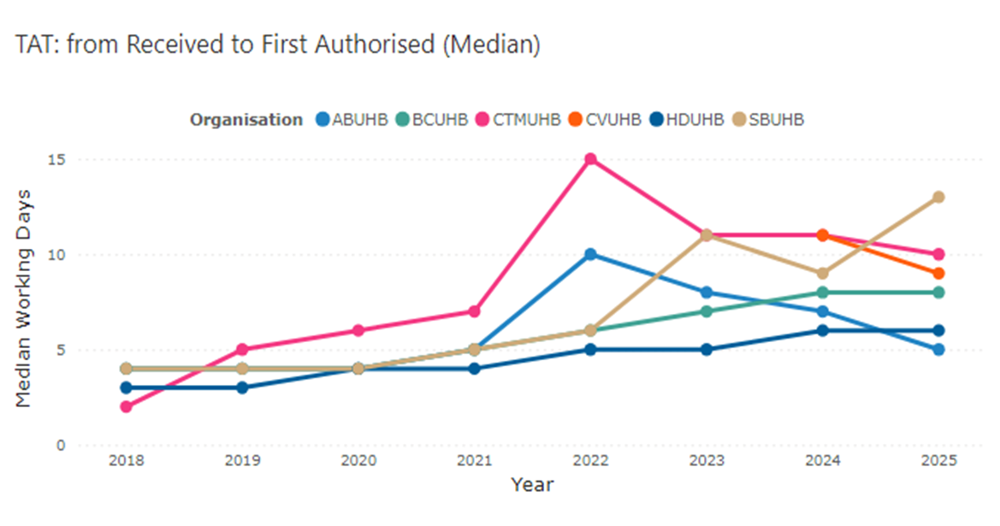 TAT: from Received to First Authorised (Median)
Organisation ABUHB BCUHB CTMUHB CVUHB HDUHB SBUHB
15
10
5
0
Median Working Days
2018 2019 2020 2021 2022 2023 2024 2025
Year